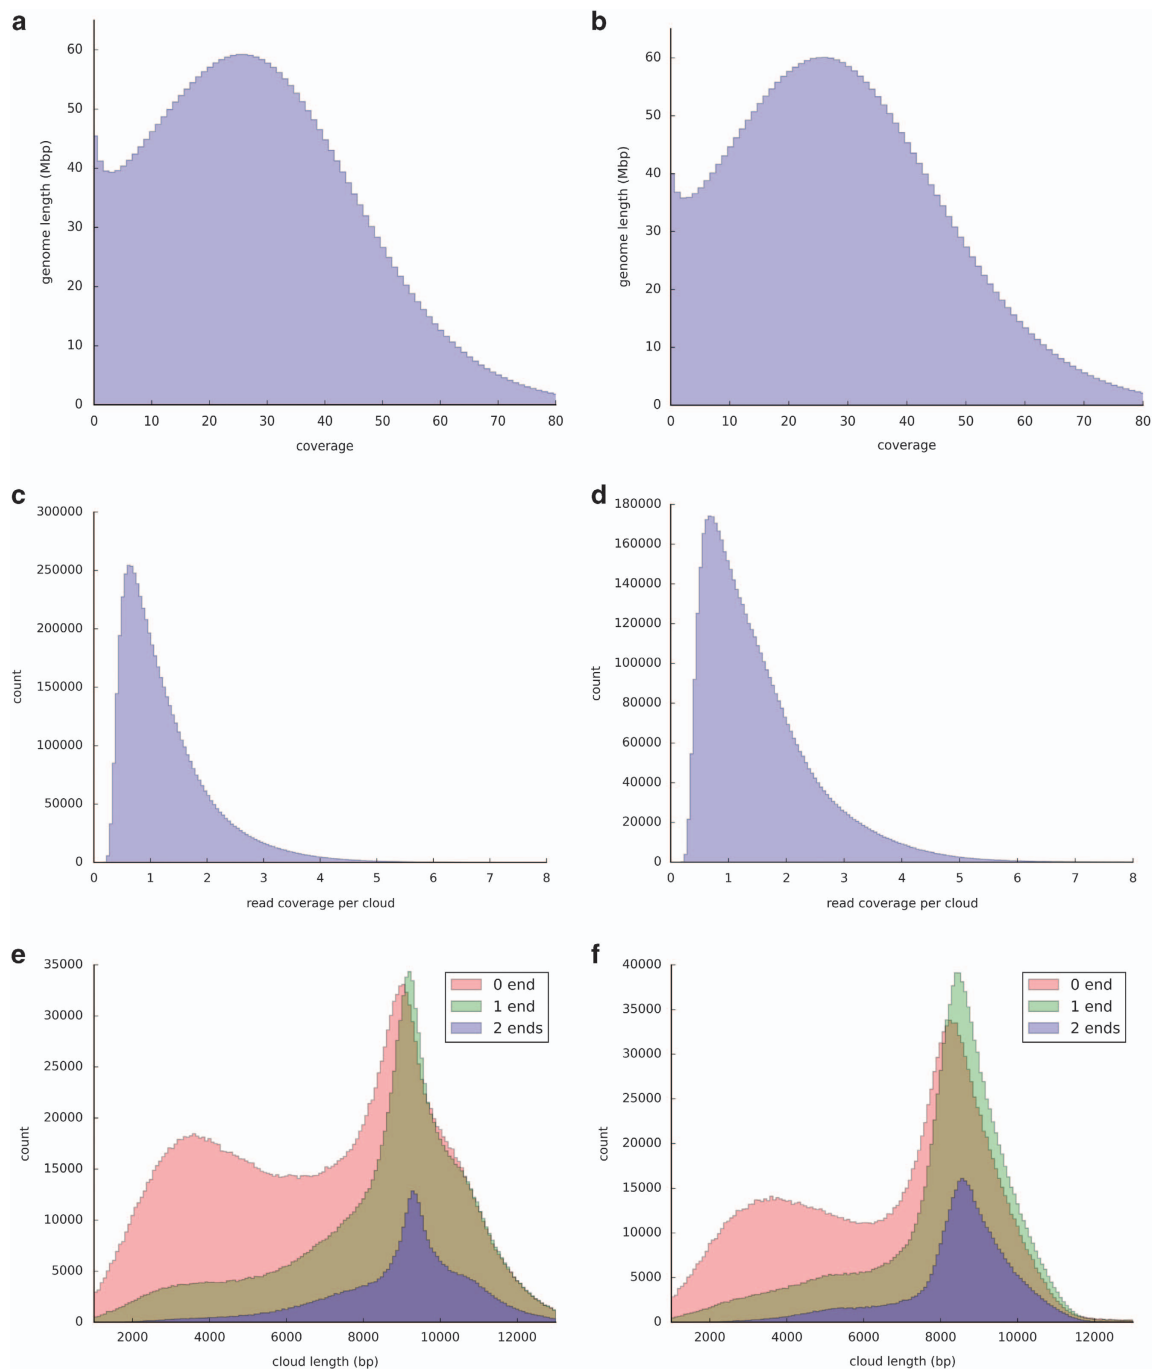 a
60
50
40
30
20
10
0
genome length (Mbp)
0 10 20 30 40 50 60 70 80
coverage
b
60
50
40
30
20
10
0
genome length (Mbp)
0 10 20 30 40 50 60 70 80
coverage
c
300000
250000
200000
150000
100000
50000
0
count
0 1 2 3 4 5 6 7 8
read coverage per cloud
d
180000
160000
140000
120000
100000
80000
60000
40000
20000
0
count
0 1 2 3 4 5 6 7 8
read coverage per cloud
e
35000
30000
25000
20000
15000
10000
5000
0
count
0 end
1 end
2 ends
2000 4000 6000 8000 10000 12000
cloud length (bp)
f
40000
35000
30000
25000
20000
15000
10000
5000
0
count
0 end
1 end
2 ends
2000 4000 6000 8000 10000 12000
cloud length (bp)